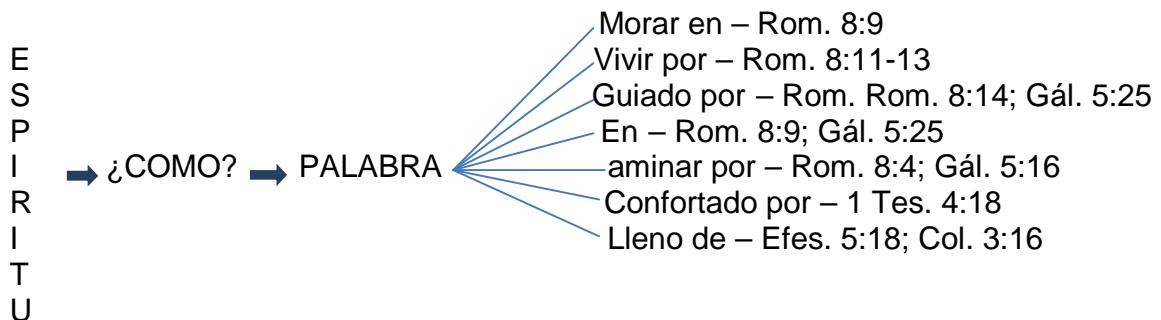 E
S
P
I
R
I
T
U
¿COMO?
PALABRA
Morar en – Rom. 8:9
Vivir por – Rom. 8:11-13
Guiado por – Rom. Rom. 8:14; Gál. 5:25
En – Rom. 8:9; Gál. 5:25
aminar por – Rom. 8:4; Gál. 5:16
Confortado por – 1 Tes. 4:18
Lleno de – Efes. 5:18; Col. 3:16